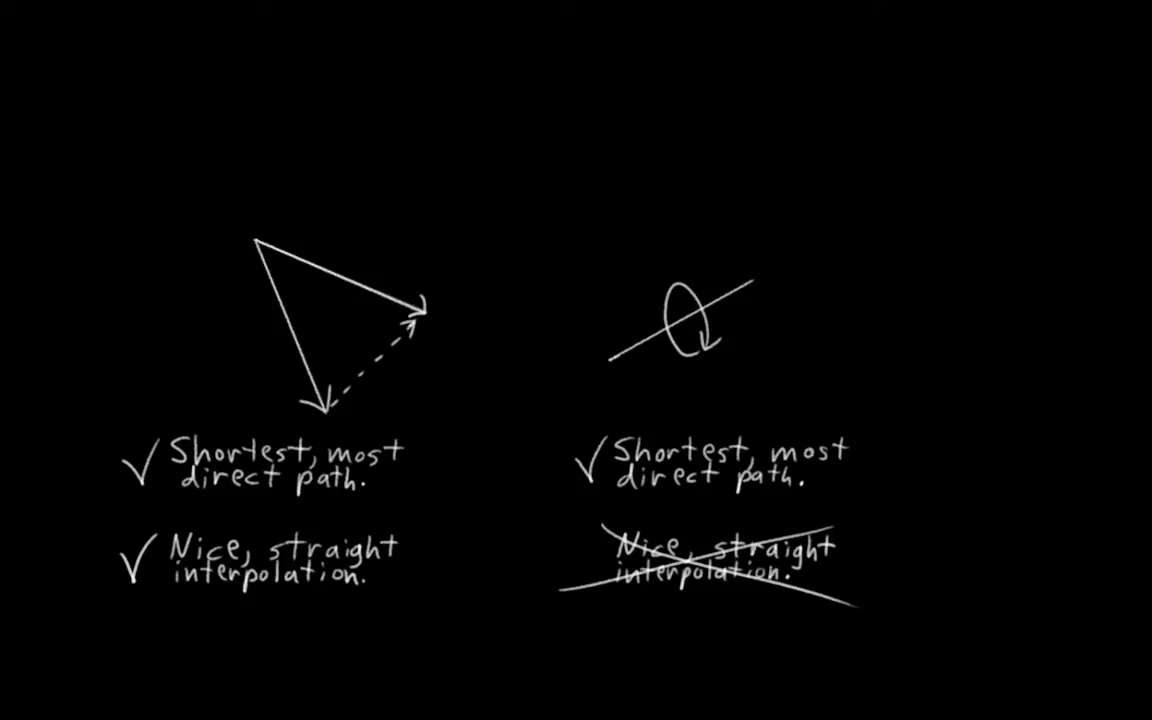 ✓ Shortest, most
direct path.
✓ Nice, straight
interpolation.
✓ Shortest, most
direct path.
Nice, straight
interpolation.